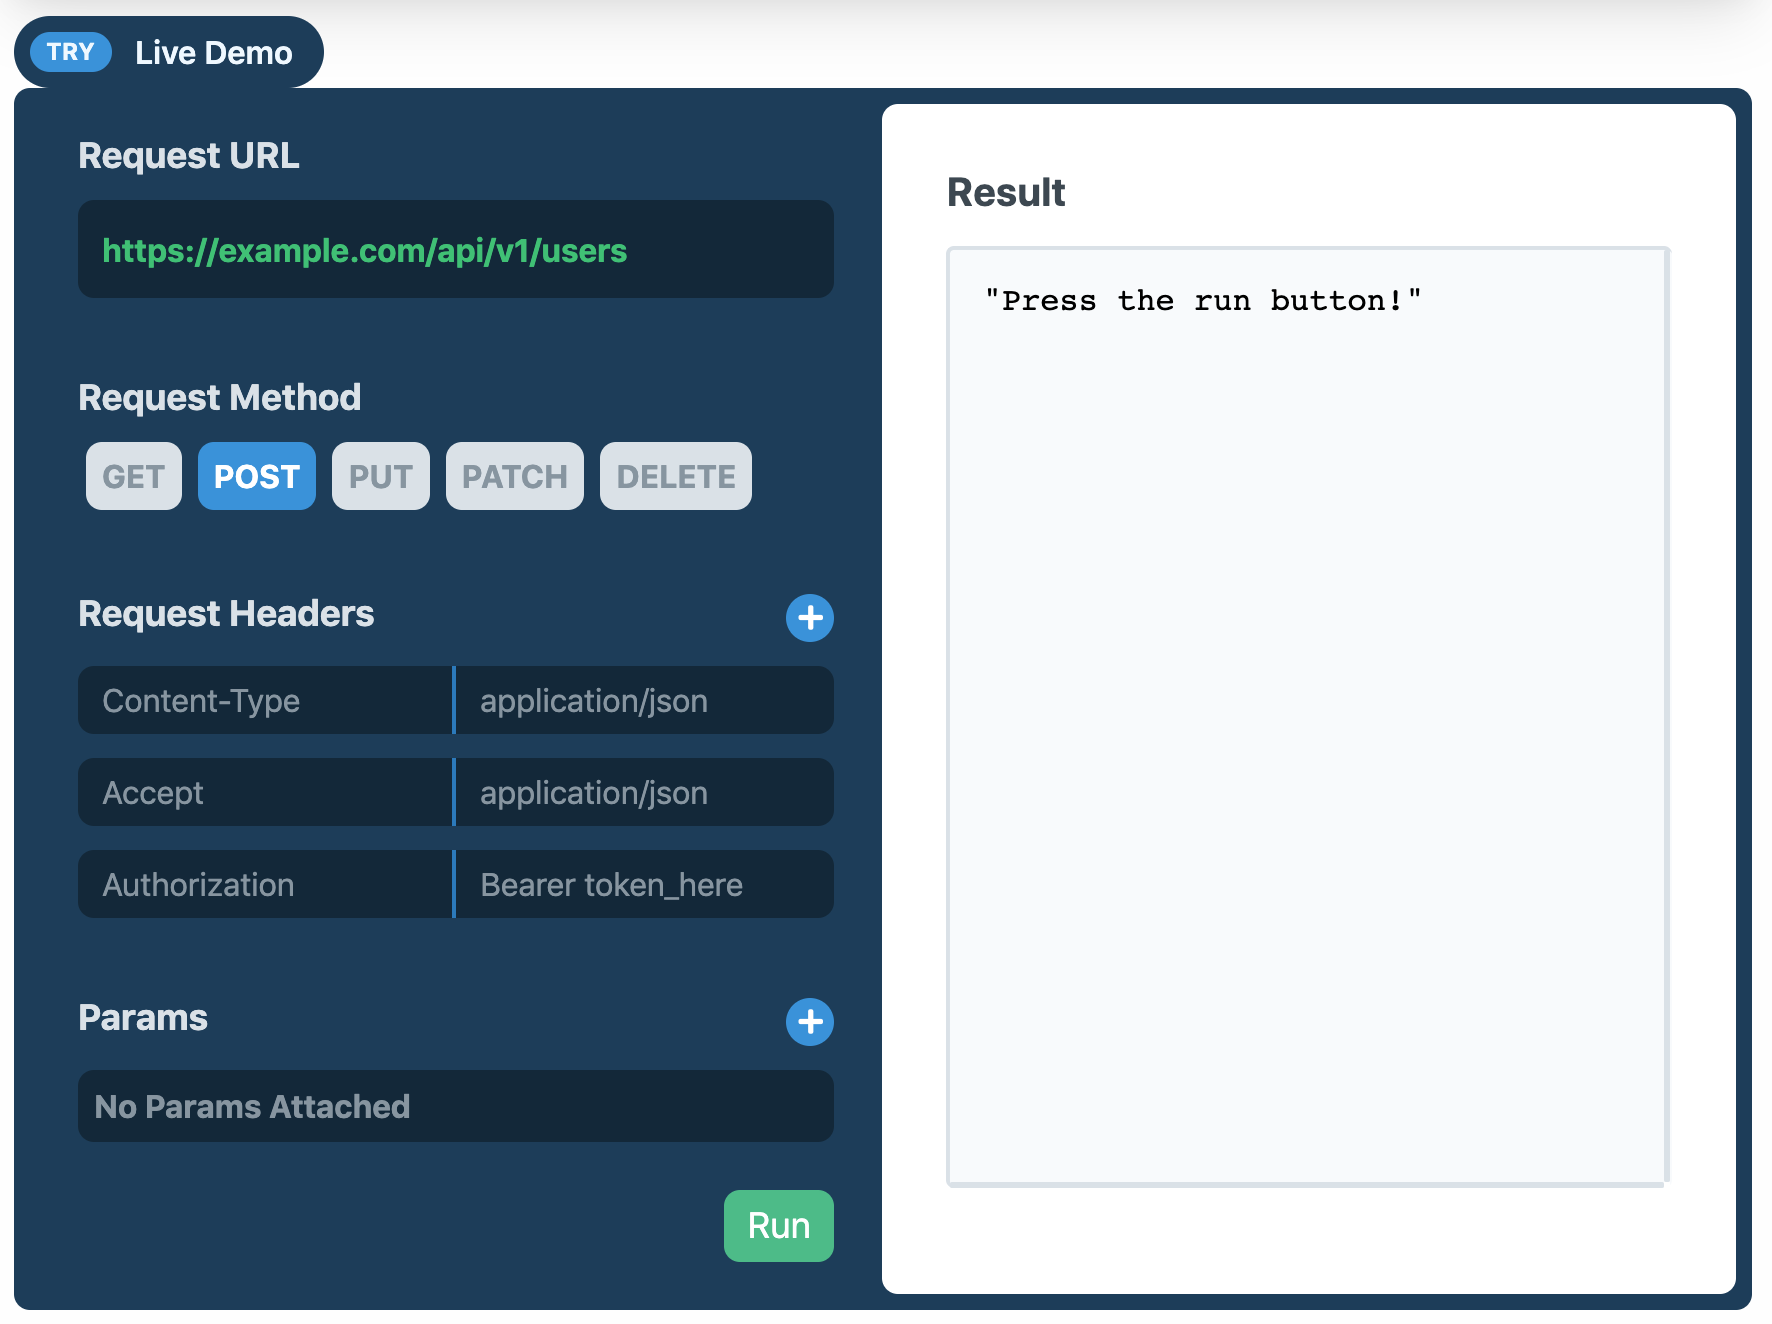 TRY Live Demo
Request URL
https://example.com/api/v1/users
Request Method
GET POST PUT PATCH DELETE
Request Headers
Content-Type application/json
Accept application/json
Authorization Bearer token_here
Params
No Params Attached
Run
Result
"Press the run button!"